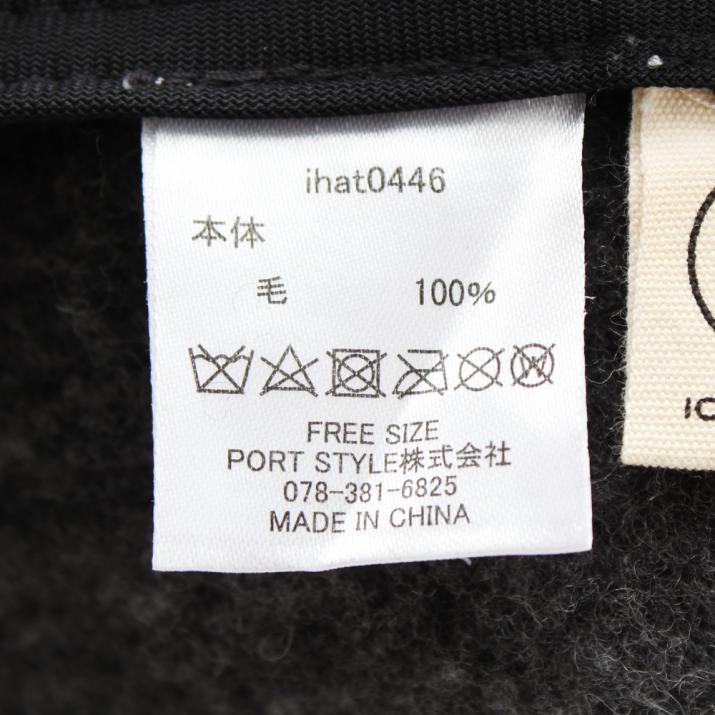 ihat0446
本体
毛 100%
FREE SIZE
PORT STYLE株式会社
078-381-6825
MADE IN CHINA